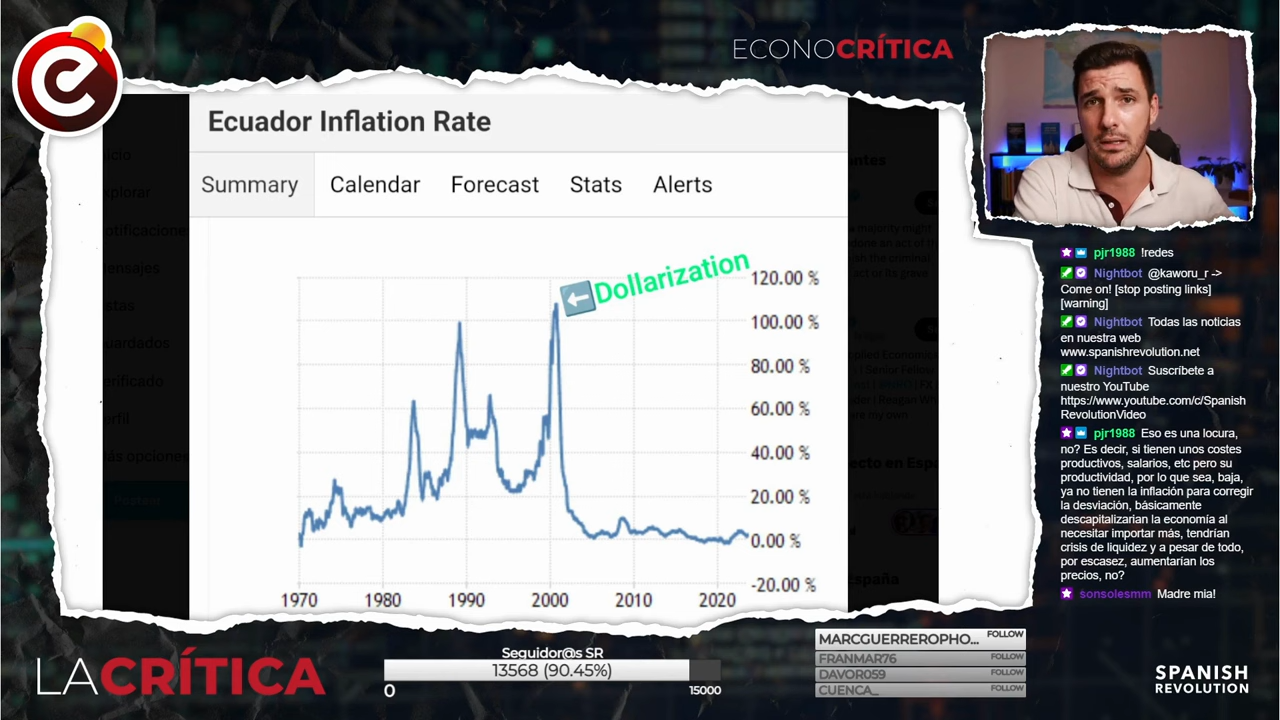 ECONOCRÍTICA
e
Ecuador Inflation Rate
Summary
Calendar
Forecast
Stats
Alerts
Dollarization
120.00 %
100.00 %
80.00 %
60.00 %
40.00 %
20.00 %
0.00 %
-20.00 %
1970
1980
1990
2000
2010
2020
pjr1988 !redes
Nightbot @kaworu_r ->
Come on! [stop posting links]
[warning]
Nightbot Todas las noticias
en nuestra web
www.spanishrevolution.net
Nightbot Suscríbete a
nuestro YouTube
https://www.youtube.com/c/Spanish
RevolutionVideo
pjr1988 Eso es una locura,
no? Es decir, si tienen unos costes
productivos, salarios, etc pero su
productividad, por lo que sea, baja,
ya no tienen la inflación para corregir
la desviación, básicamente
descapitalizarian la economía al
necesitar importar más, tendrían
crisis de liquidez y a pesar de todo,
por escasez, aumentarían los
precios, no?
sonsolesmm Madre mia!
LACRÍTICA
Seguidor@s SR
13568 (90.45%)
0
15000
MARCGUERREROPHO... FOLLOW
FRANMAR76 FOLLOW
DAVOR059 FOLLOW
CUENCA_ FOLLOW
SPANISH
REVOLUTION